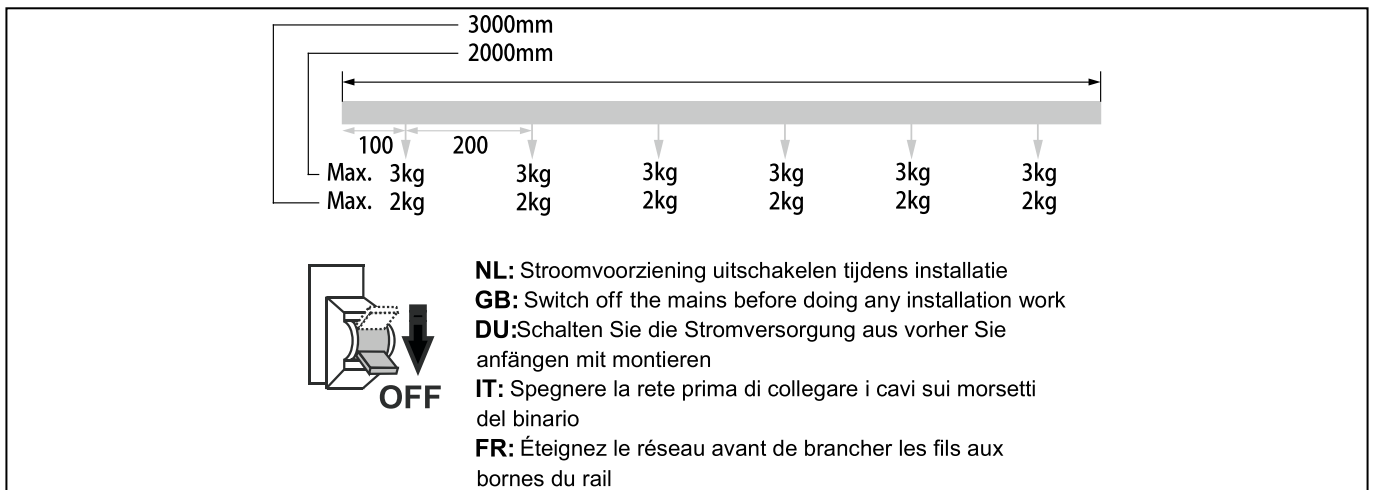 3000mm
2000mm
100 200
Max. 3kg 3kg 3kg 3kg 3kg 3kg
Max. 2kg 2kg 2kg 2kg 2kg 2kg
OFF
NL: Stroomvoorziening uitschakelen tijdens installatie
GB: Switch off the mains before doing any installation work
DU:Schalten Sie die Stromversorgung aus vorher Sie
anfängen mit montieren
IT: Spegnere la rete prima di collegare i cavi sui morsetti
del binario
FR: Éteignez le réseau avant de brancher les fils aux
bornes du rail